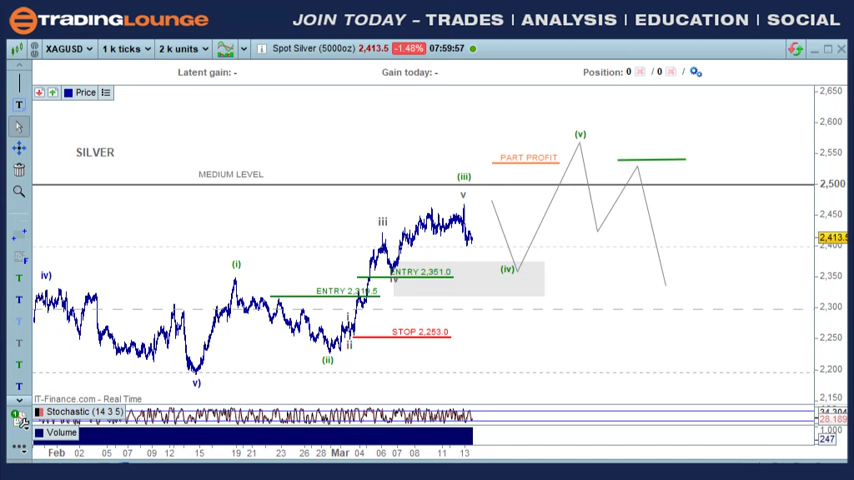 TRADINGLOUNGE
JOIN TODAY - TRADES | ANALYSIS | EDUCATION | SOCIAL
XAGUSD 1 k ticks 2 k units Spot Silver (5000oz) 2,413.5 -1.48% 07:59:57
Latent gain: - Gain today: - Position: 0 / 0
Price
SILVER
MEDIUM LEVEL
(iii)
v
iii
iv
ENTRY 2,351.0
(i)
iv)
i
ii
STOP 2,253.0
(ii)
v)
PART PROFIT
(v)
(iv)
2,650
2,600
2,550
2,500
2,450
2,413.5
2,350
2,300
2,250
2,200
2,150
IT-Finance.com - Real Time
Stochastic (14 3 5)
34.304
28.189
Volume
1,000
247
Feb 02 05 06 07 08 09 12 13 15 19 21 23 26 28 Mar 04 06 07 08 11 13